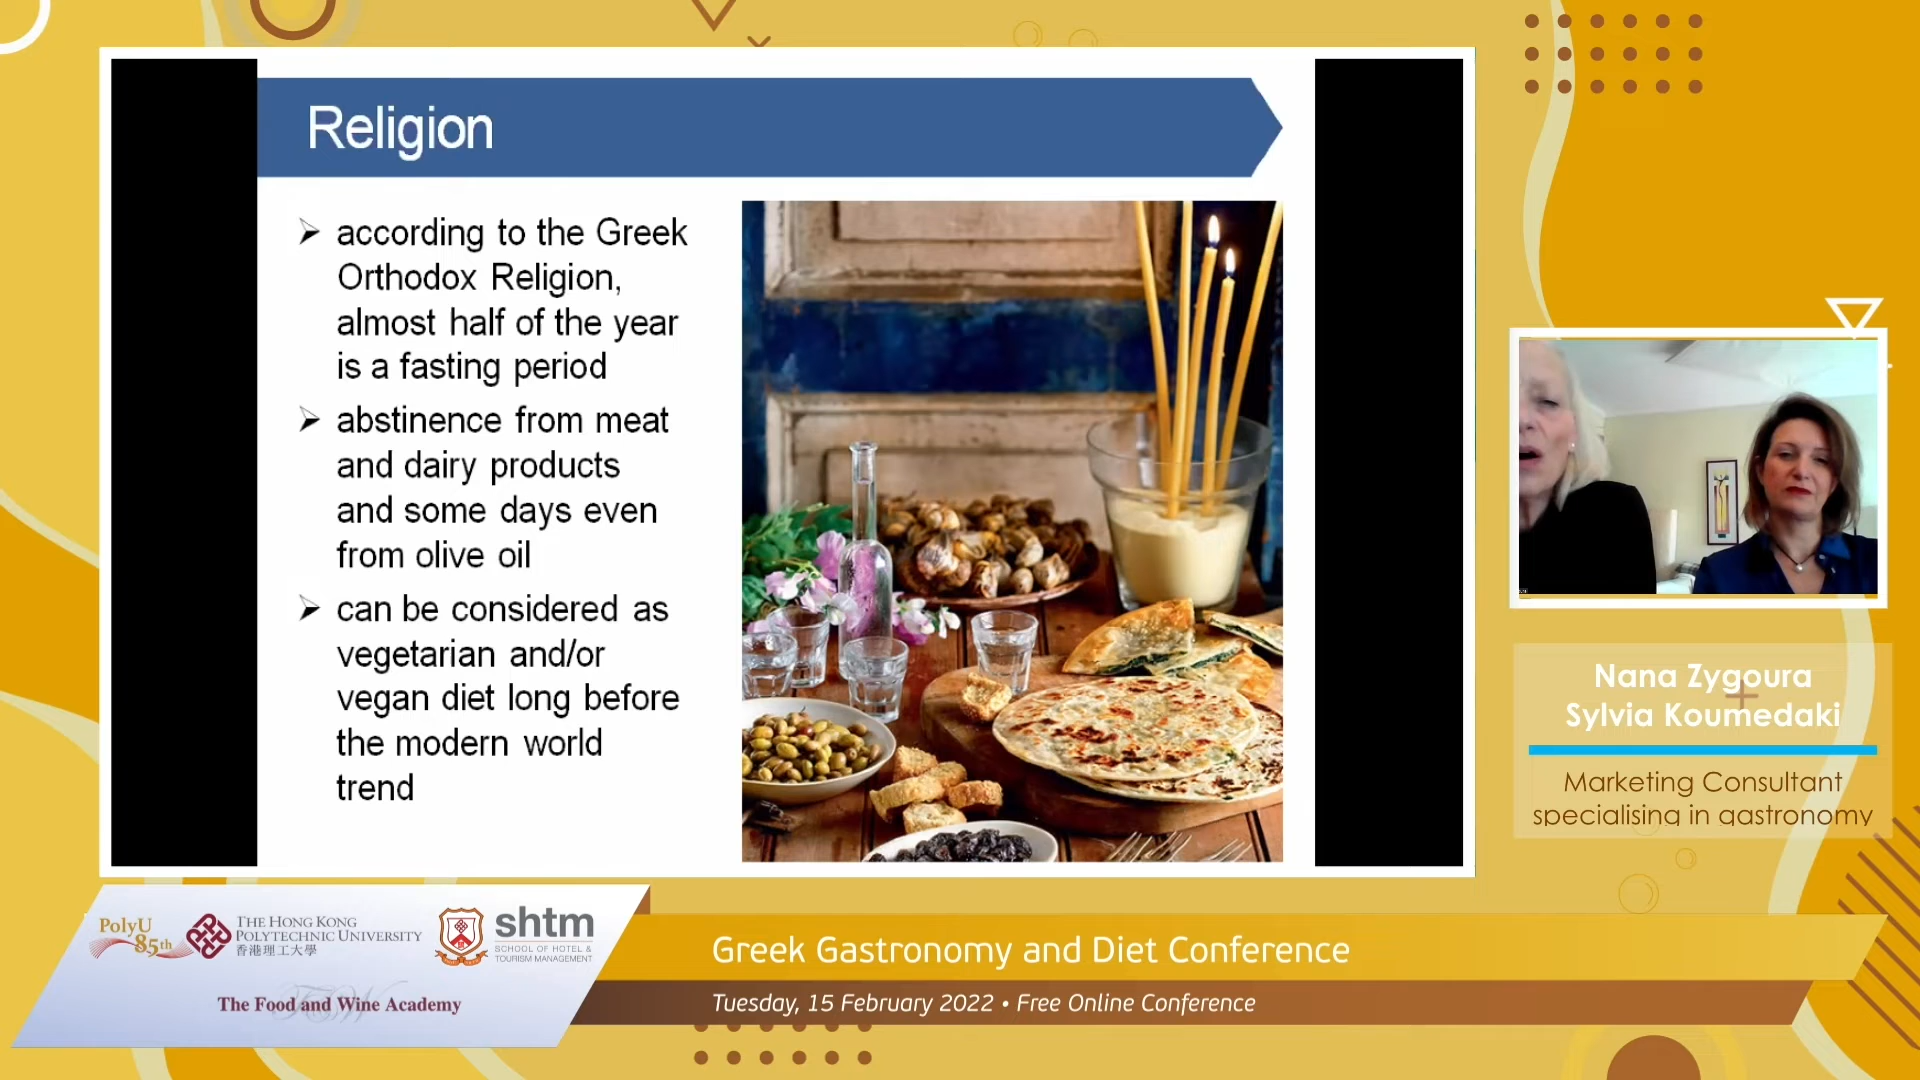 Religion
according to the Greek
Orthodox Religion,
almost half of the year
is a fasting period
abstinence from meat
and dairy products
and some days even
from olive oil
can be considered as
vegetarian and/or
vegan diet long before
the modern world
trend
Nana Zygoura
Sylvia Koumedaki
Marketing Consultant
specialising in gastronomy
PolyU
85th
THE HONG KONG
POLYTECHNIC UNIVERSITY
香港理工大學
shtm
SCHOOL OF HOTEL &
TOURISM MANAGEMENT
The Food and Wine Academy
Greek Gastronomy and Diet Conference
Tuesday, 15 February 2022 • Free Online Conference